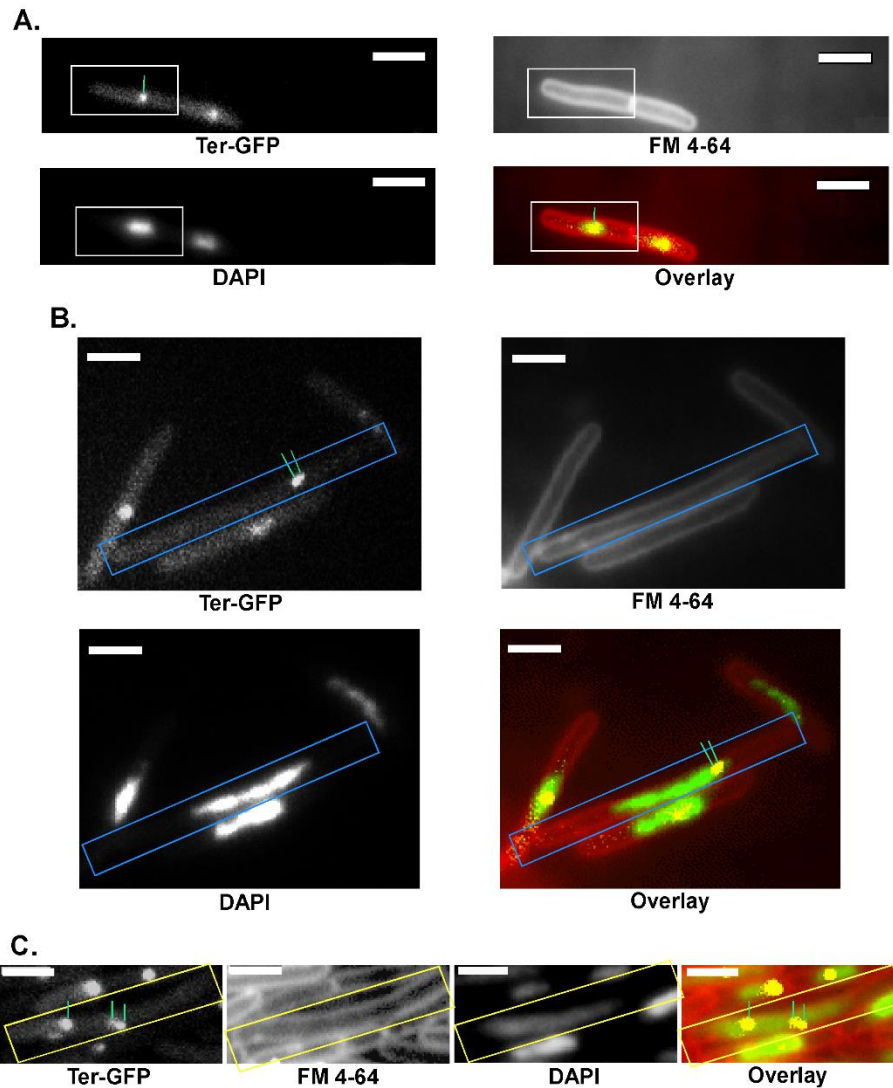 A.
Ter-GFP
FM 4-64
DAPI
Overlay
B.
Ter-GFP
FM 4-64
DAPI
Overlay
C.
Ter-GFP
FM 4-64
DAPI
Overlay